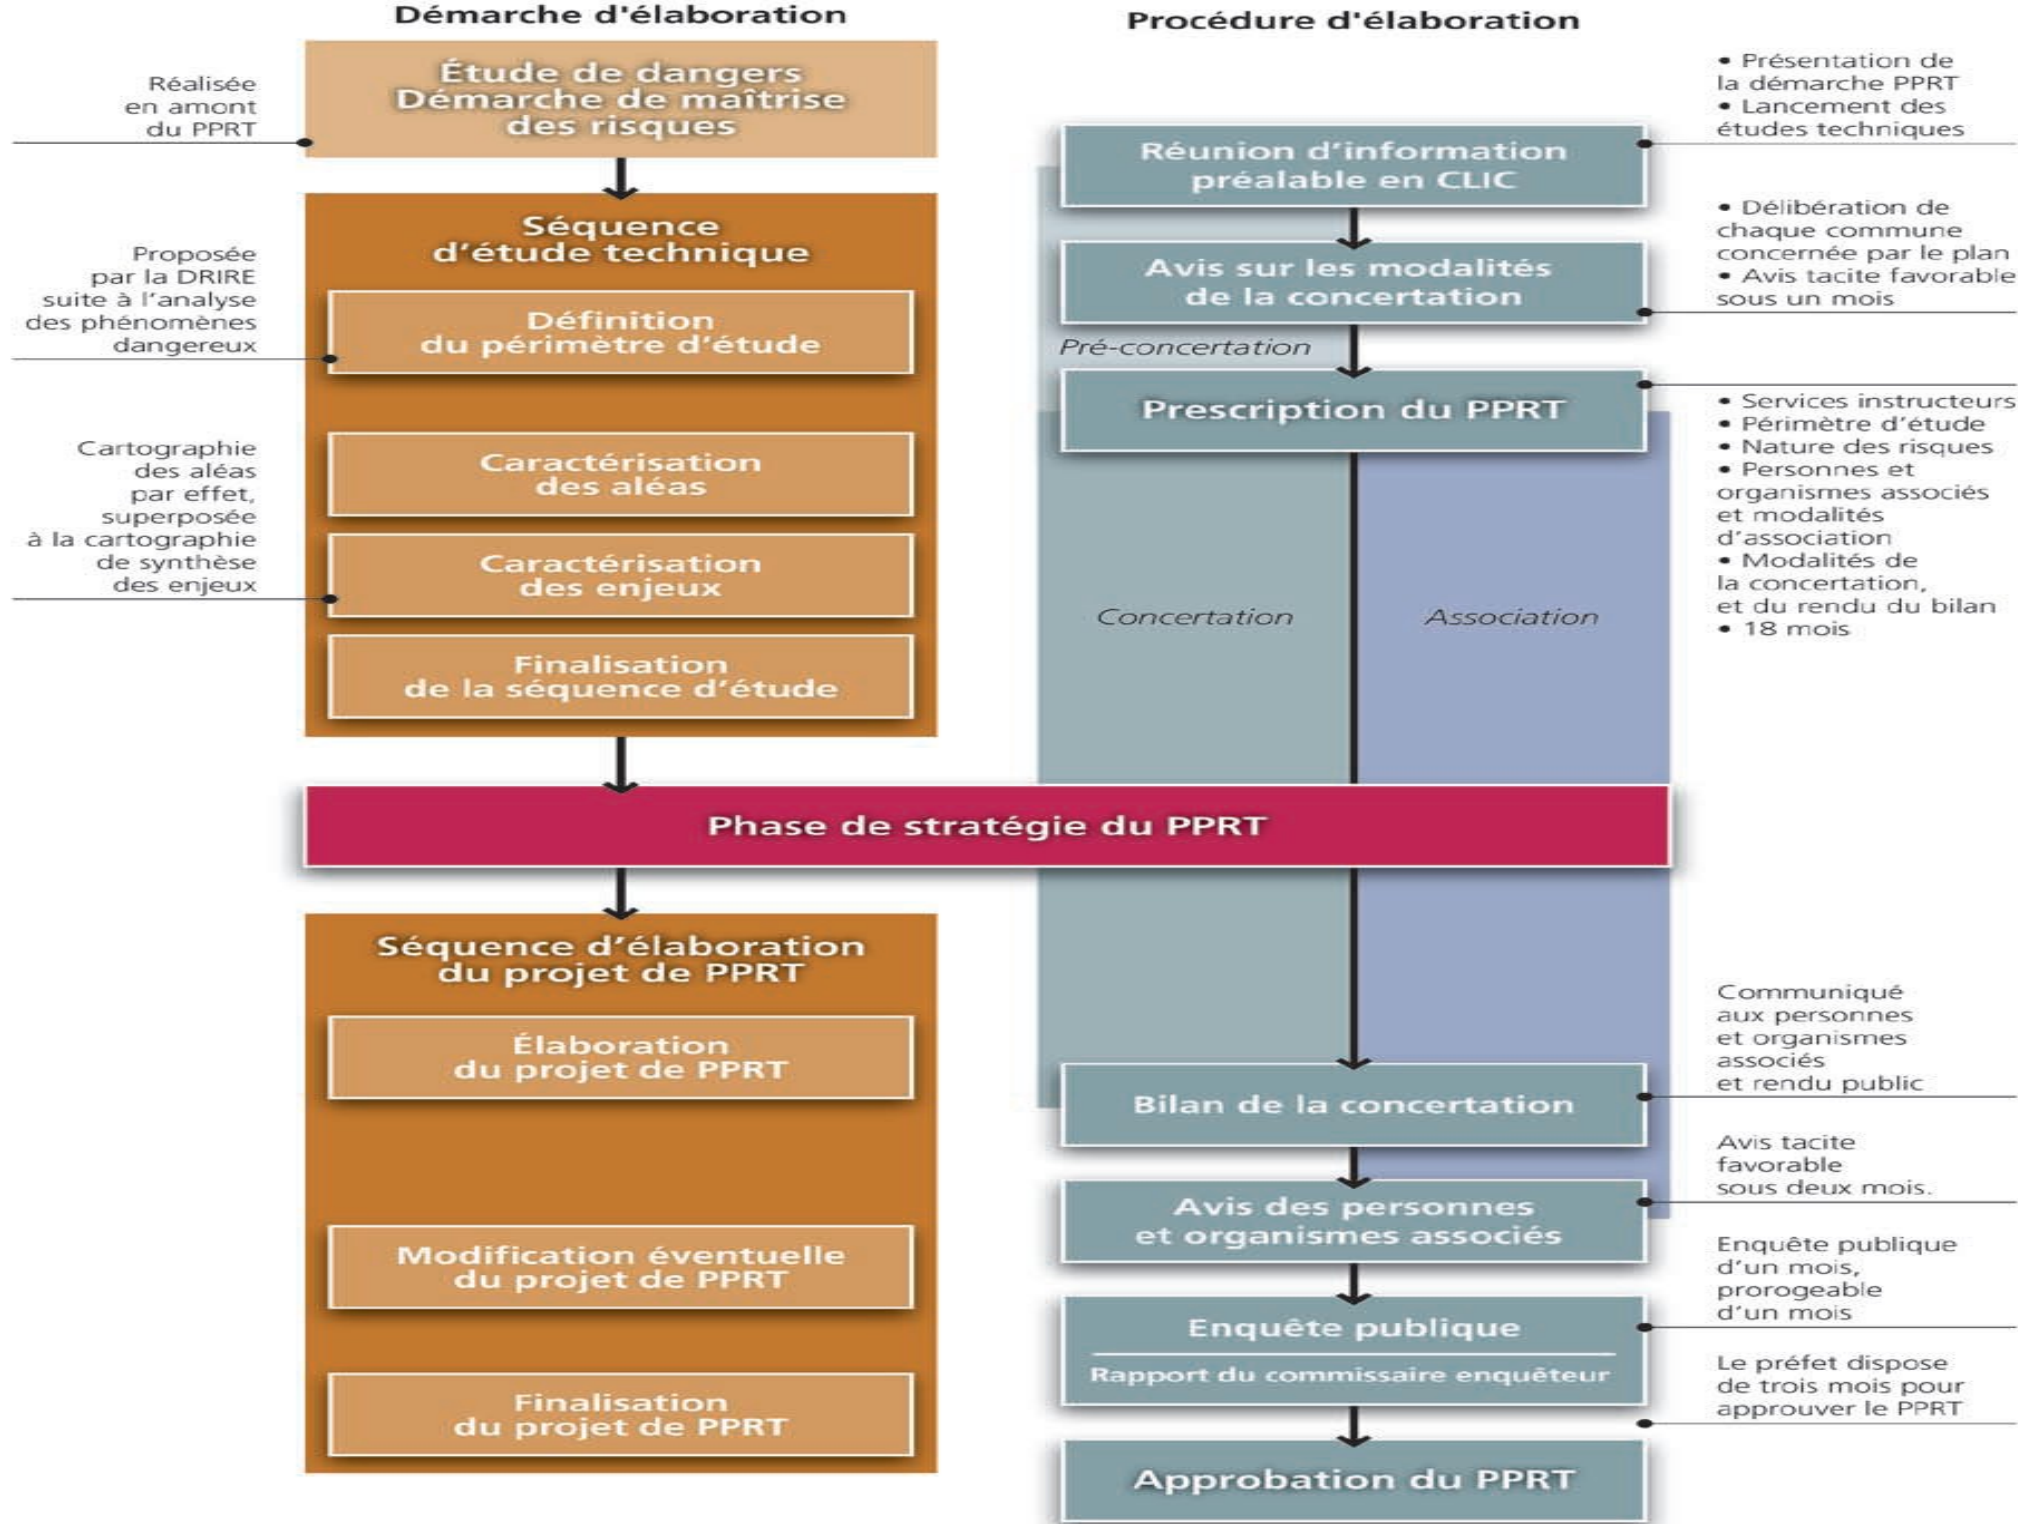 Démarche d'élaboration
Réalisée
en amont
du PPRT
Étude de dangers
Démarche de maîtrise
des risques
Séquence
d'étude technique
Proposée
par la DRIRE
suite à l'analyse
des phénomènes
dangereux
Définition
du périmètre d'étude
Cartographie
des aléas
par effet,
superposée
à la cartographie
de synthèse
des enjeux
Caractérisation
des aléas
Caractérisation
des enjeux
Finalisation
de la séquence d'étude
Phase de stratégie du PPRT
Séquence d'élaboration
du projet de PPRT
Élaboration
du projet de PPRT
Modification éventuelle
du projet de PPRT
Finalisation
du projet de PPRT
Procédure d'élaboration
Réunion d'information
préalable en CLIC
• Présentation de
la démarche PPRT
• Lancement des
études techniques
Avis sur les modalités
de la concertation
• Délibération de
chaque commune
concernée par le plan
• Avis tacite favorable
sous un mois
Pré-concertation
Prescription du PPRT
• Services instructeurs
• Périmètre d'étude
• Nature des risques
• Personnes et
organismes associés
et modalités
d'association
• Modalités de
la concertation,
et du rendu du bilan
• 18 mois
Concertation
Association
Bilan de la concertation
Communiqué
aux personnes
et organismes
associés
et rendu public
Avis des personnes
et organismes associés
Avis tacite
favorable
sous deux mois.
Enquête publique
Rapport du commissaire enquêteur
Enquête publique
d'un mois,
prorogeable
d'un mois
Le préfet dispose
de trois mois pour
approuver le PPRT
Approbation du PPRT